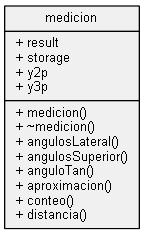 medicion
+ result
+ storage
+ y2p
+ y3p
+ medicion()
+ ~medicion()
+ angulosLateral()
+ angulosSuperior()
+ anguloTan()
+ aproximacion()
+ conteo()
+ distancia()